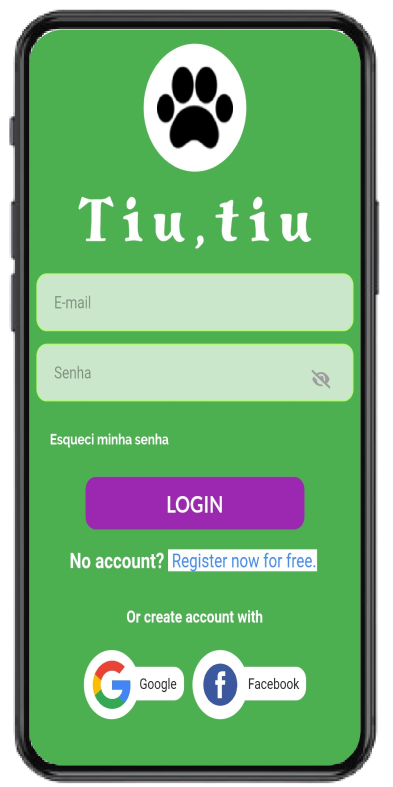 Tiu,tiu
E-mail
Senha
Esqueci minha senha
LOGIN
No account? Register now for free.
Or create account with
Google Facebook